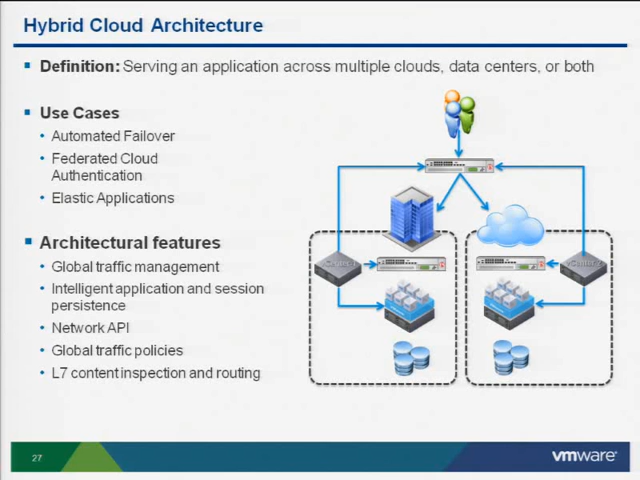 Hybrid Cloud Architecture
Definition: Serving an application across multiple clouds, data centers, or both
Use Cases
Automated Failover
Federated Cloud
Authentication
Elastic Applications
Architectural features
Global traffic management
Intelligent application and session
persistence
Network API
Global traffic policies
L7 content inspection and routing
27
vmware